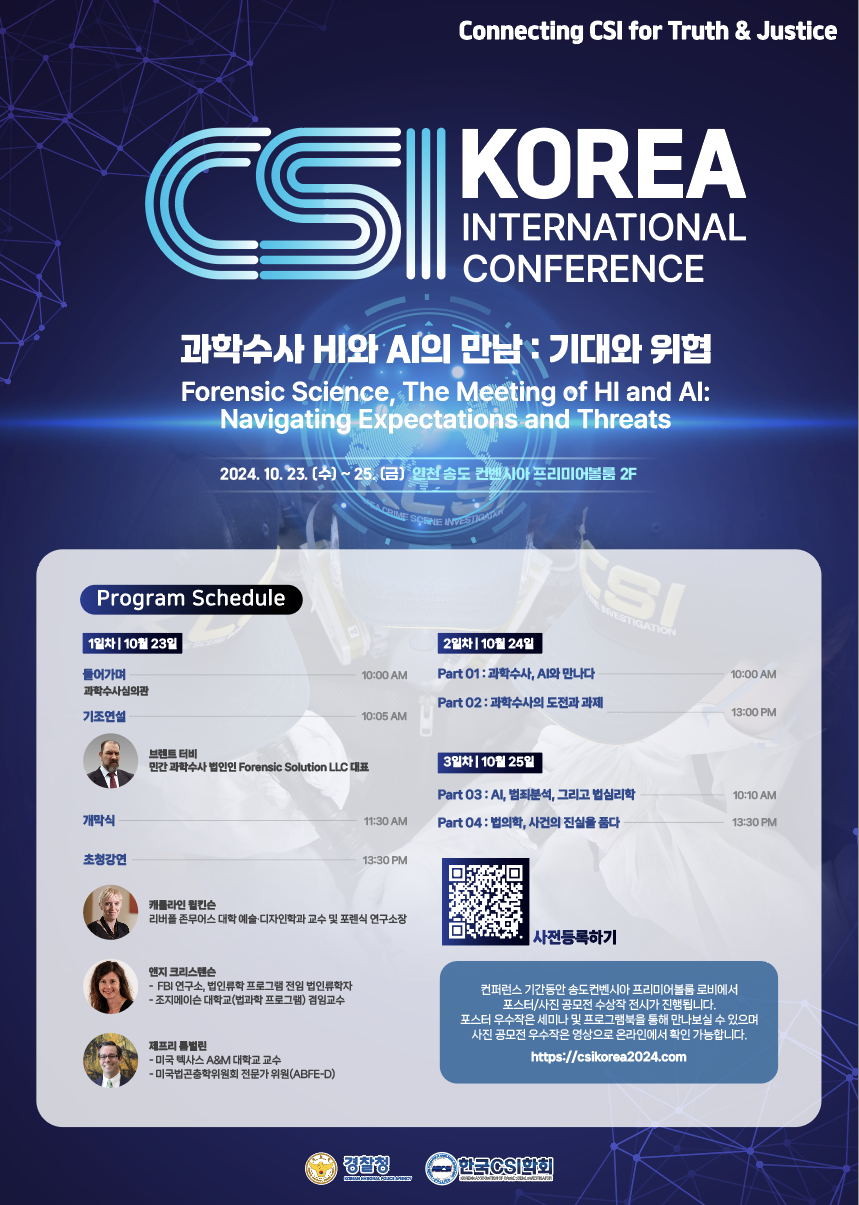 Connecting CSI for Truth & Justice
CSI KOREA
INTERNATIONAL
CONFERENCE
과학수사 HI와 AI의 만남 : 기대와 위협
Forensic Science, The Meeting of HI and AI:
Navigating Expectations and Threats
2024. 10. 23. (수) ~ 25. (금) 인천 송도 컨벤시아 프리미어볼룸 2F
KCSI
CRIME SCENE INVESTIGATION
CSI
INVESTIGATION
Program Schedule
1일차 | 10월 23일
들어가며 10:00 AM
과학수사심의관
기조연설 10:05 AM
브렌트 터비
민간 과학수사 법인인 Forensic Solution LLC 대표
개막식 11:30 AM
초청강연 13:30 PM
캐롤라인 윌킨슨
리버풀 존무어스 대학 예술·디자인학과 교수 및 포렌식 연구소장
앤지 크리스텐슨
- FBI 연구소, 법인류학 프로그램 전임 법인류학자
- 조지메이슨 대학교(법과학 프로그램) 겸임교수
제프리 톰벌린
- 미국 텍사스 A&M 대학교 교수
- 미국법곤충학위원회 전문가 위원(ABFE-D)
2일차 | 10월 24일
Part 01 : 과학수사, AI와 만나다 10:00 AM
Part 02 : 과학수사의 도전과 과제 13:00 PM
3일차 | 10월 25일
Part 03 : AI, 범죄분석, 그리고 법심리학 10:10 AM
Part 04 : 법의학, 사건의 진실을 품다 13:30 PM
사전등록하기
컨퍼런스 기간동안 송도컨벤시아 프리미어볼룸 로비에서
포스터/사진 공모전 수상작 전시가 진행됩니다.
포스터 우수작은 세미나 및 프로그램북을 통해 만나보실 수 있으며
사진 공모전 우수작은 영상으로 온라인에서 확인 가능합니다.
https://csikorea2024.com
경찰청
KOREAN NATIONAL POLICE AGENCY
한국CSI학회